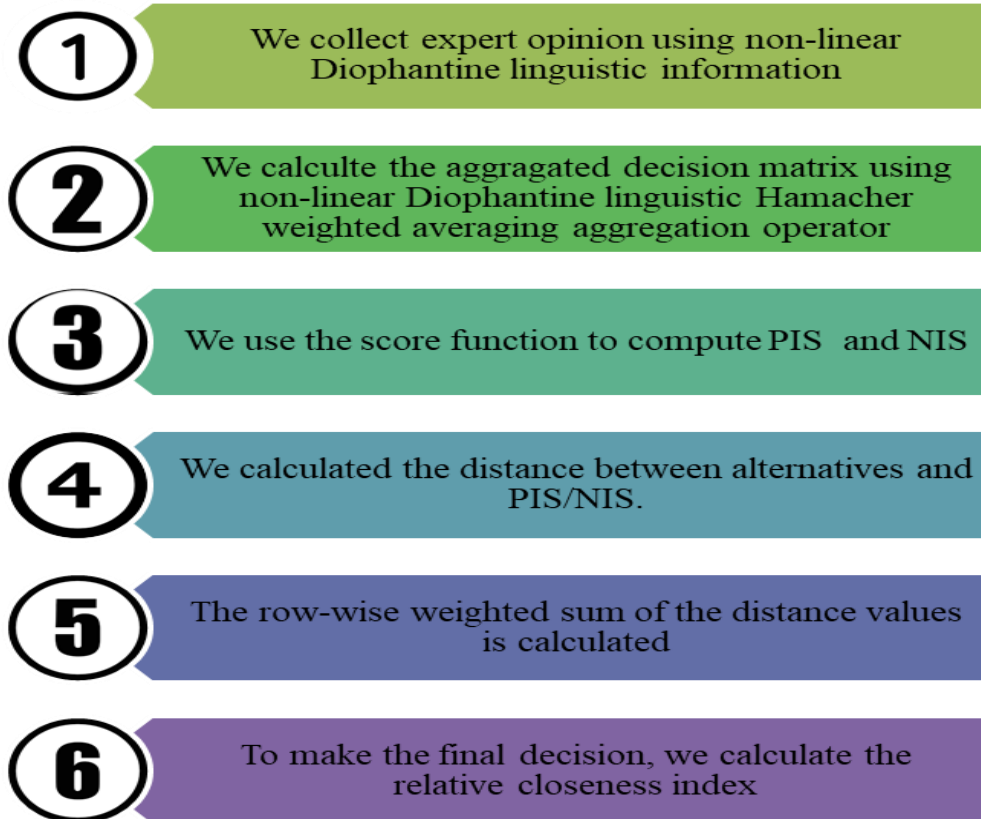 1
We collect expert opinion using non-linear
Diophantine linguistic information
2
We calculte the aggragated decision matrix using
non-linear Diophantine linguistic Hamacher
weighted averaging aggregation operator
3
We use the score function to compute PIS and NIS
4
We calculated the distance between alternatives and
PIS/NIS.
5
The row-wise weighted sum of the distance values
is calculated
6
To make the final decision, we calculate the
relative closeness index